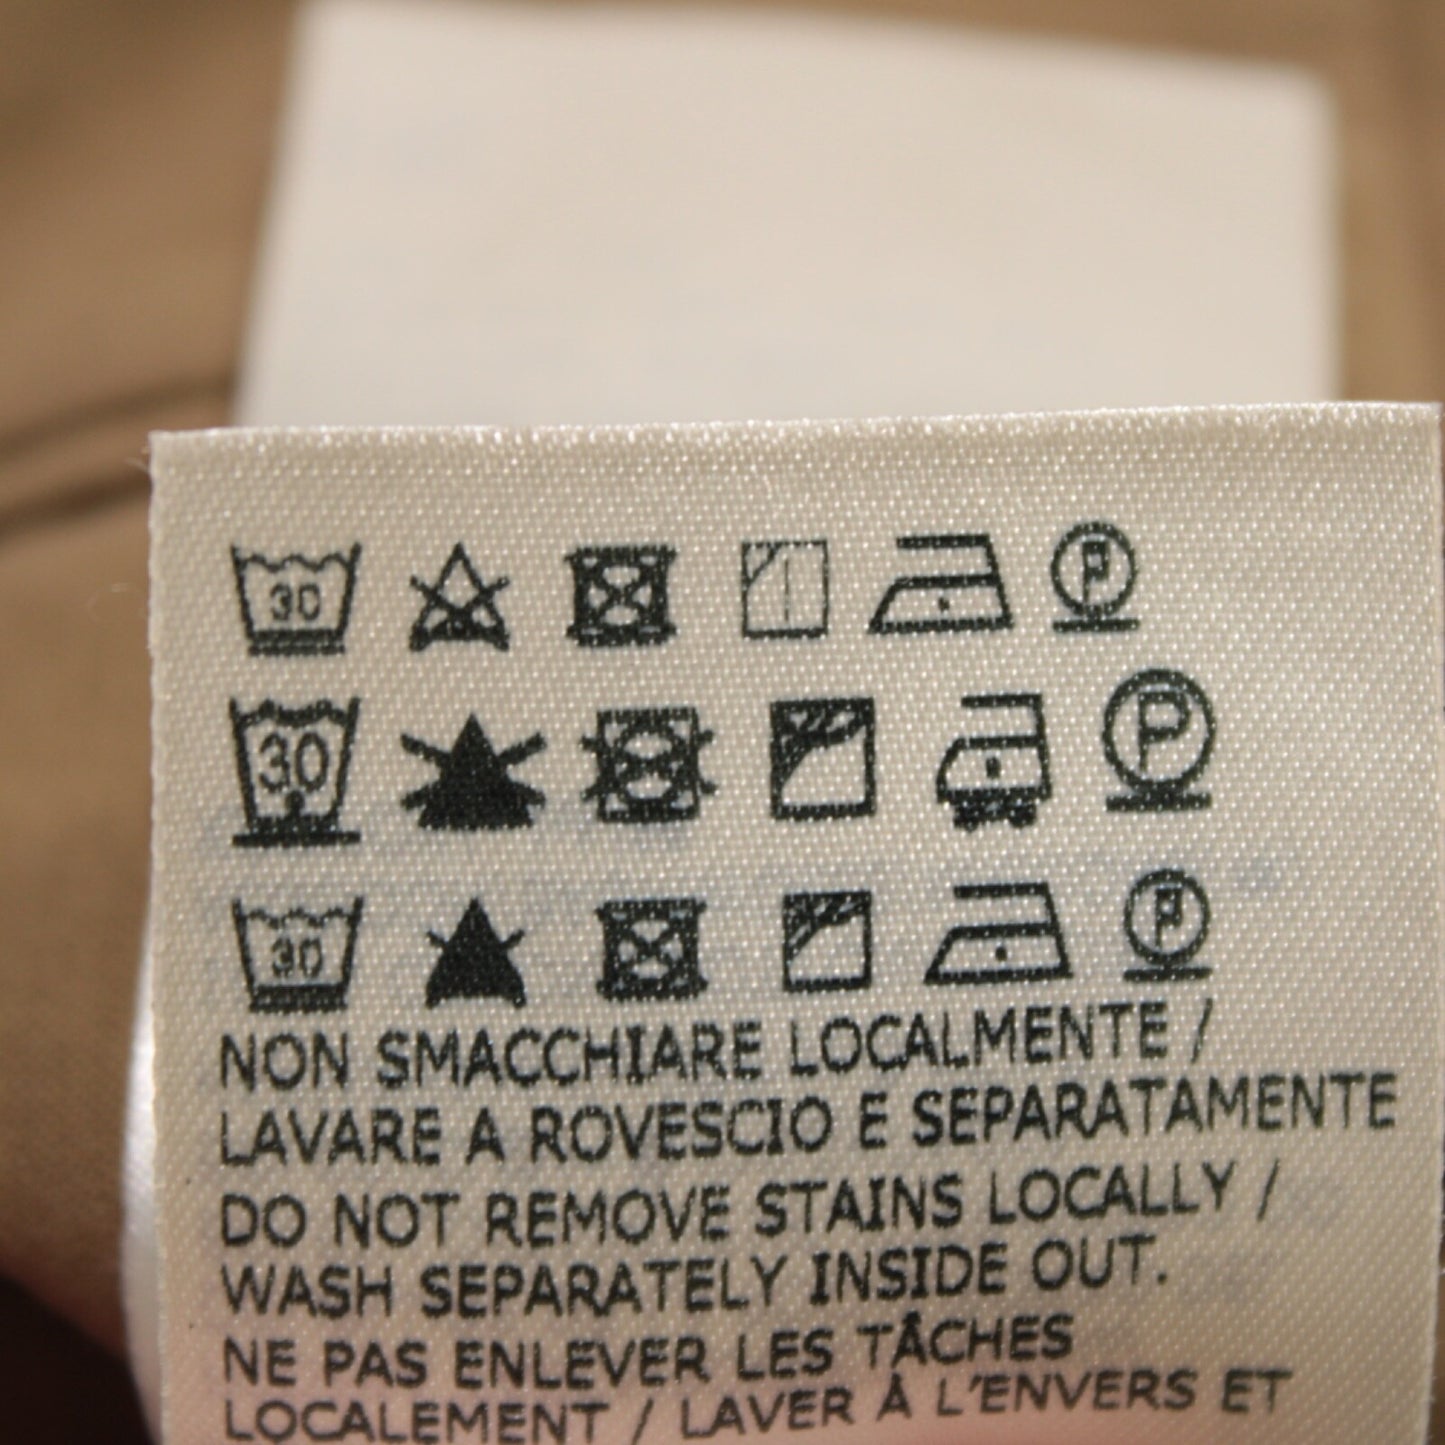 30 P
30 P
30 P
NON SMACCHIARE LOCALMENTE /
LAVARE A ROVESCIO E SEPARATAMENTE
DO NOT REMOVE STAINS LOCALLY /
WASH SEPARATELY INSIDE OUT.
NE PAS ENLEVER LES TÂCHES
LOCALEMENT / LAVER À L'ENVERS ET